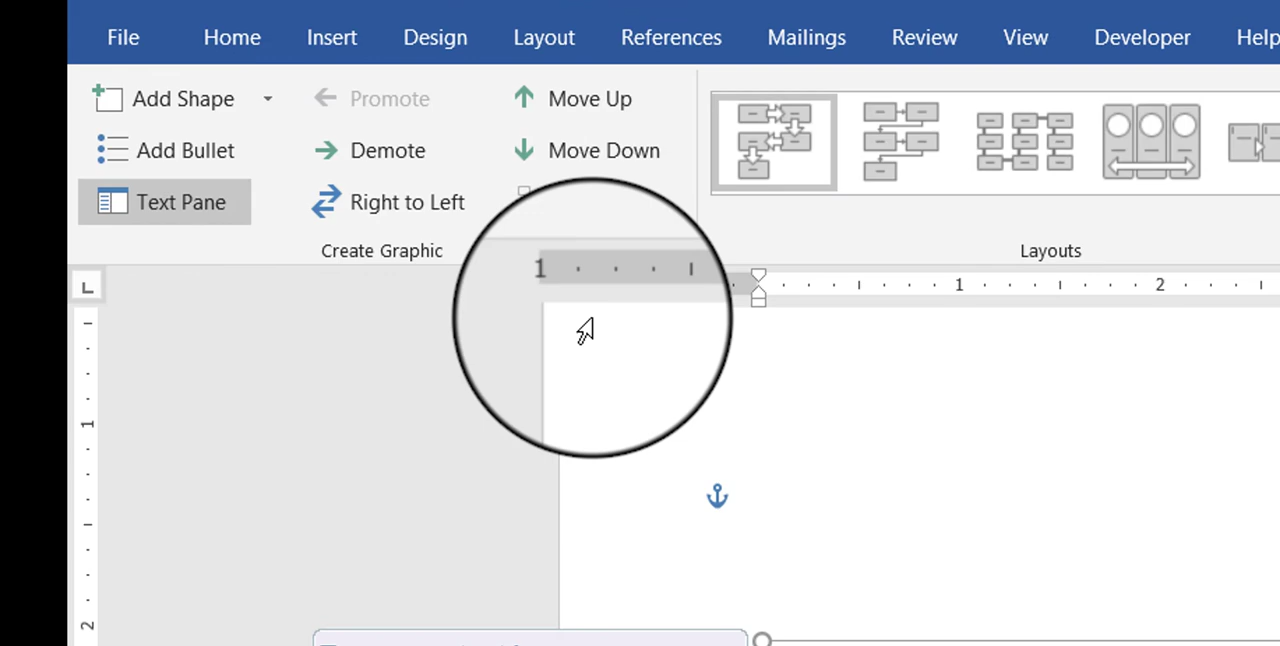 File Home Insert Design Layout References Mailings Review View Developer Help
Add Shape Promote Move Up
Add Bullet Demote Move Down
Text Pane Right to Left
Create Graphic Layouts
1 1 2
1
2